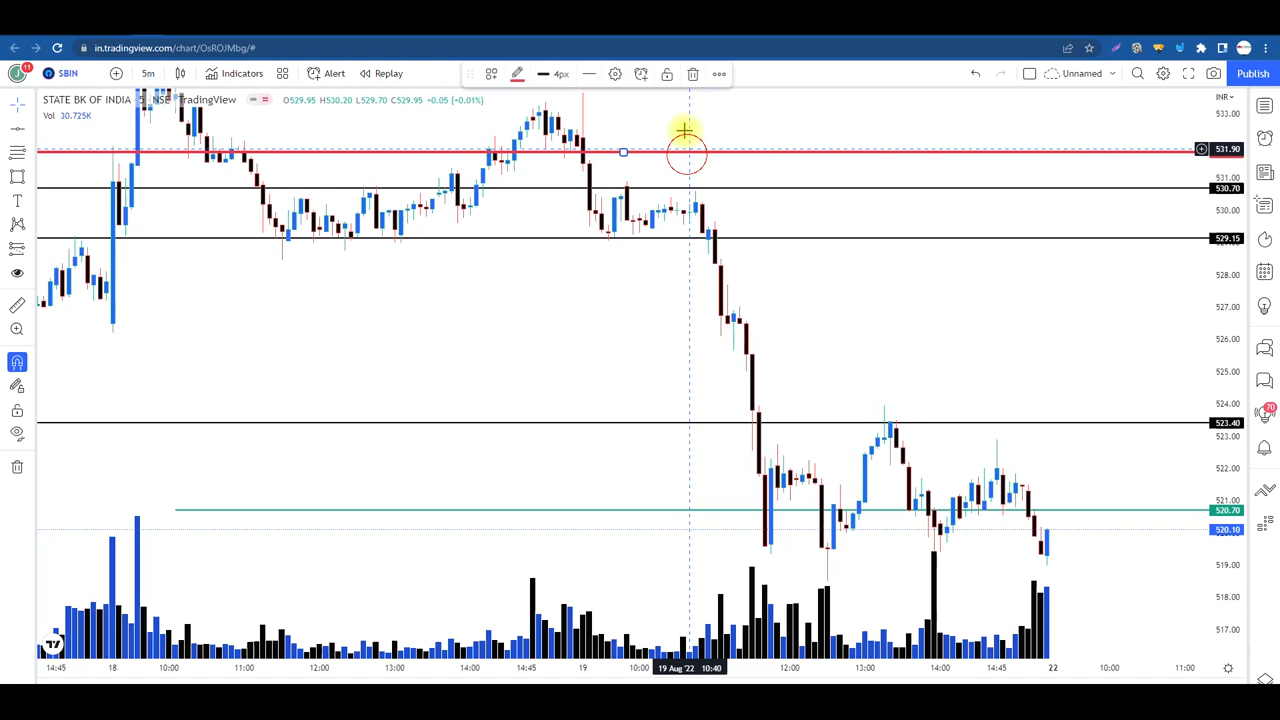 in.tradingview.com/chart/OsROJMbg/#
11
SBIN
5m
Indicators
Alert
Replay
4px
Unnamed
Publish
STATE BK OF INDIA · 5 · NSE TradingView
O529.95 H530.20 L529.70 C529.95 +0.05 (+0.01%)
INR
Vol 30.725K
533.00
531.90
531.00
530.70
530.00
529.15
528.00
527.00
526.00
525.00
524.00
523.40
523.00
522.00
521.00
520.70
520.10
519.00
518.00
517.00
70
14:45
18
10:00
11:00
12:00
13:00
14:00
14:45
19
10:00
19 Aug '22 10:40
12:00
13:00
14:00
14:45
22
10:00
11:00